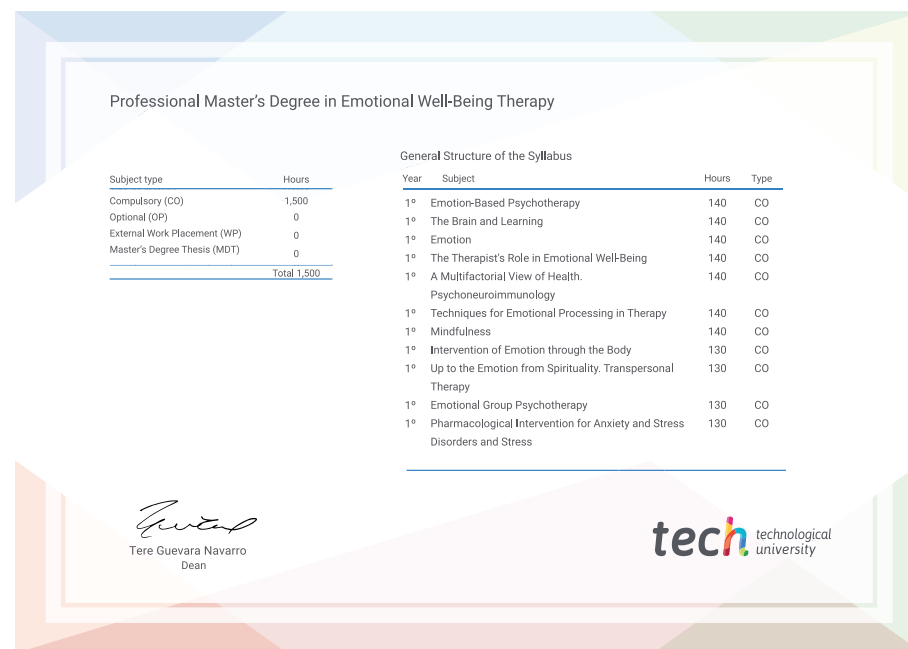 Professional Master's Degree in Emotional Well-Being Therapy
Subject type Hours
Compulsory (CO) 1,500
Optional (OP) 0
External Work Placement (WP) 0
Master's Degree Thesis (MDT) 0
Total 1,500
General Structure of the Syllabus
Year Subject Hours Type
1º Emotion-Based Psychotherapy 140 CO
1º The Brain and Learning 140 CO
1º Emotion 140 CO
1º The Therapist's Role in Emotional Well-Being 140 CO
1º A Multifactorial View of Health. 140 CO
Psychoneuroimmunology
1º Techniques for Emotional Processing in Therapy 140 CO
1º Mindfulness 140 CO
1º Intervention of Emotion through the Body 130 CO
1º Up to the Emotion from Spirituality. Transpersonal 130 CO
Therapy
1º Emotional Group Psychotherapy 130 CO
1º Pharmacological Intervention for Anxiety and Stress 130 CO
Disorders and Stress
Tere Guevara Navarro
Dean
tech technological
university